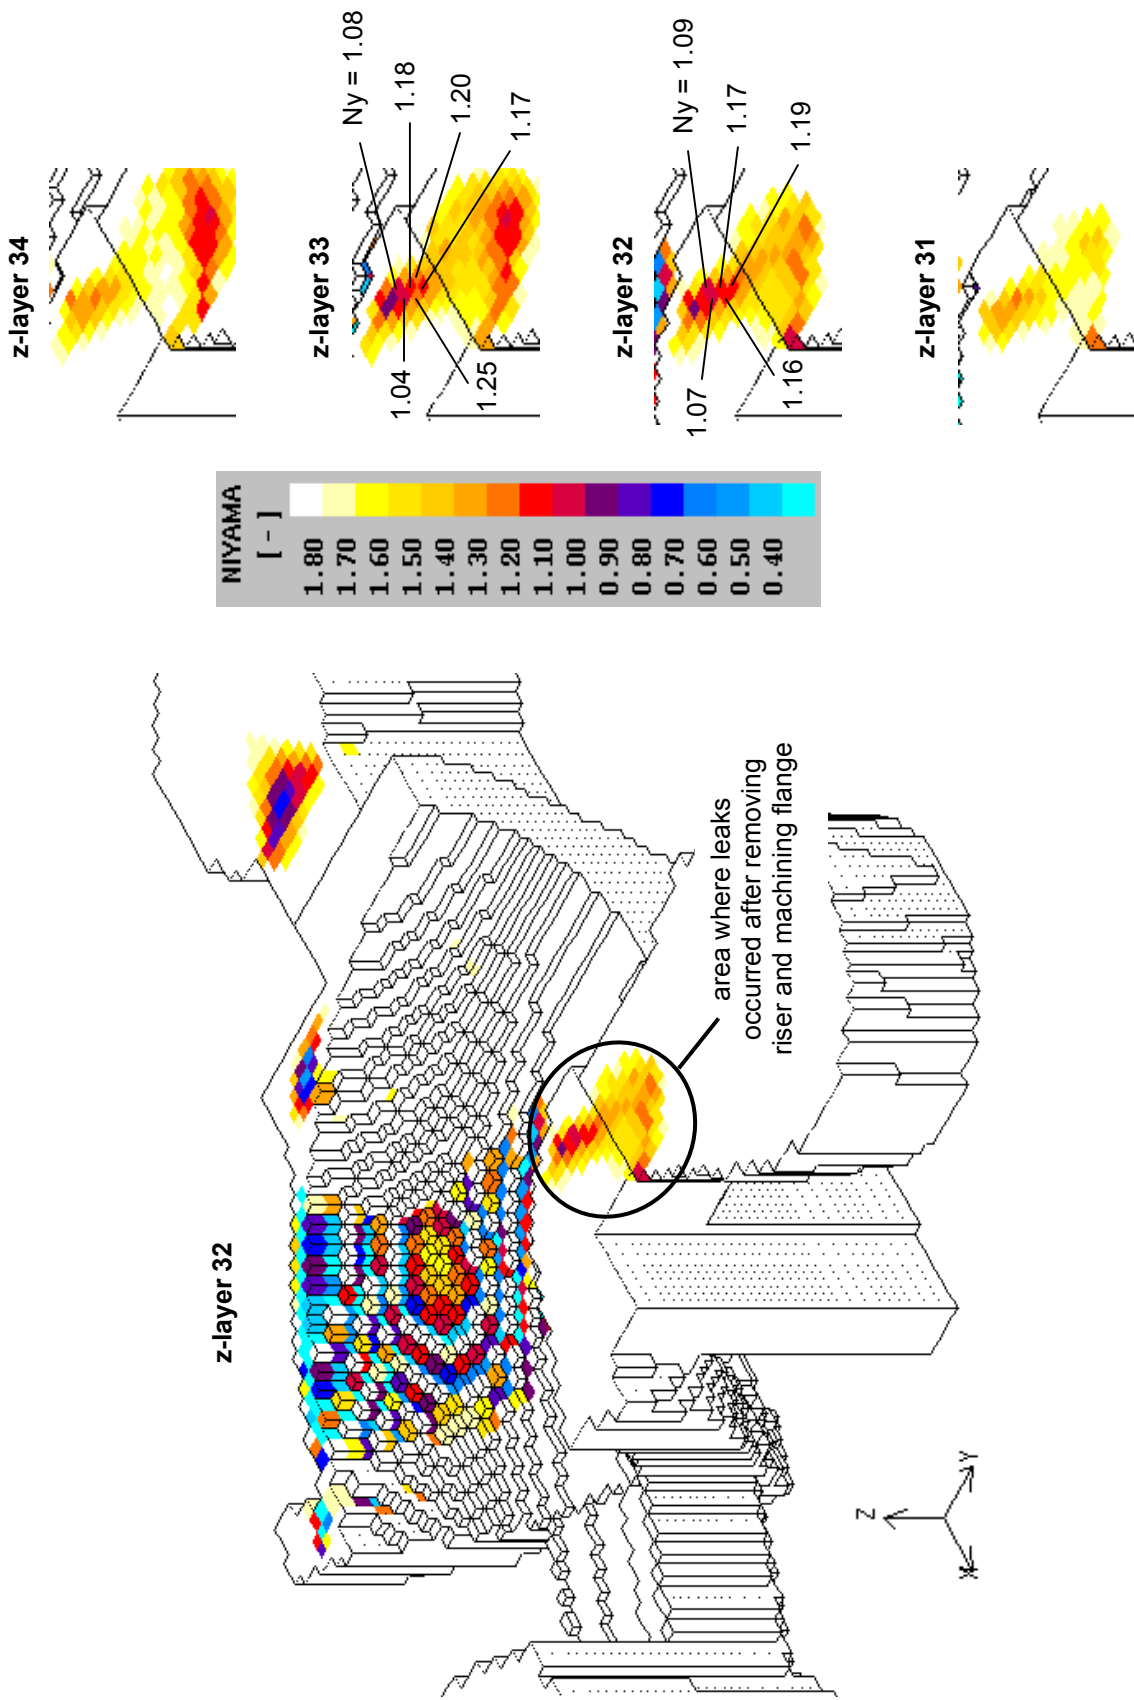 z-layer 32
area where leaks
occurred after removing
riser and machining flange
Z
X
Y
NIYAMA
[ - ]
1.80
1.70
1.60
1.50
1.40
1.30
1.20
1.10
1.00
0.90
0.80
0.70
0.60
0.50
0.40
z-layer 34
z-layer 33
Ny = 1.08
1.18
1.20
1.17
1.04
1.25
z-layer 32
Ny = 1.09
1.17
1.19
1.07
1.16
z-layer 31